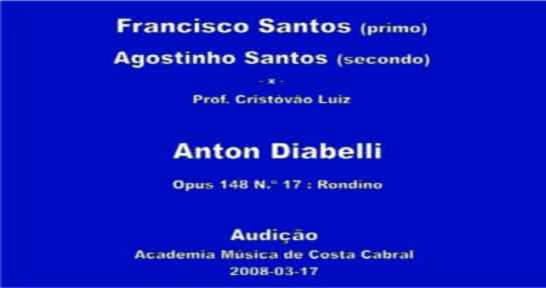 Francisco Santos (primo)
Agostinho Santos (secondo)
- x -
Prof. Cristóvão Luiz
Anton Diabelli
Opus 148 N.º 17 : Rondino
Audição
Academia Música de Costa Cabral
2008-03-17